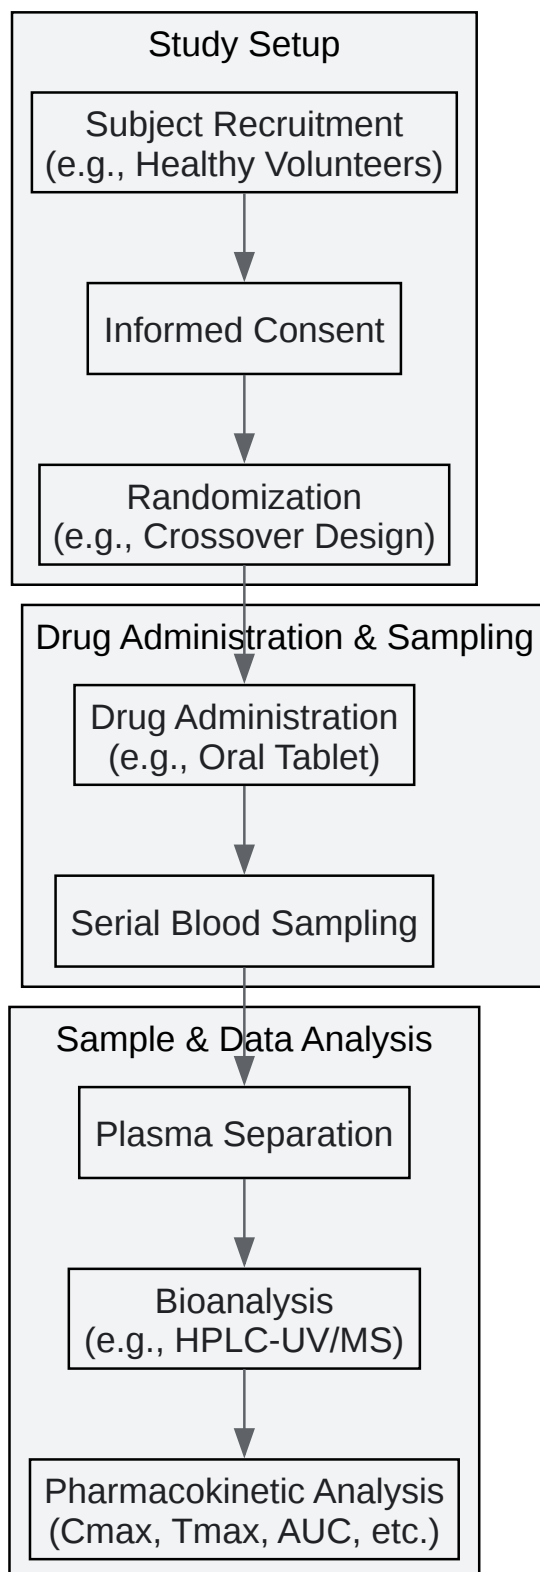 Study Setup
Subject Recruitment
(e.g., Healthy Volunteers)
Informed Consent
Randomization
(e.g., Crossover Design)
Drug Administration & Sampling
Drug Administration
(e.g., Oral Tablet)
Serial Blood Sampling
Sample & Data Analysis
Plasma Separation
Bioanalysis
(e.g., HPLC-UV/MS)
Pharmacokinetic Analysis
(Cmax, Tmax, AUC, etc.)